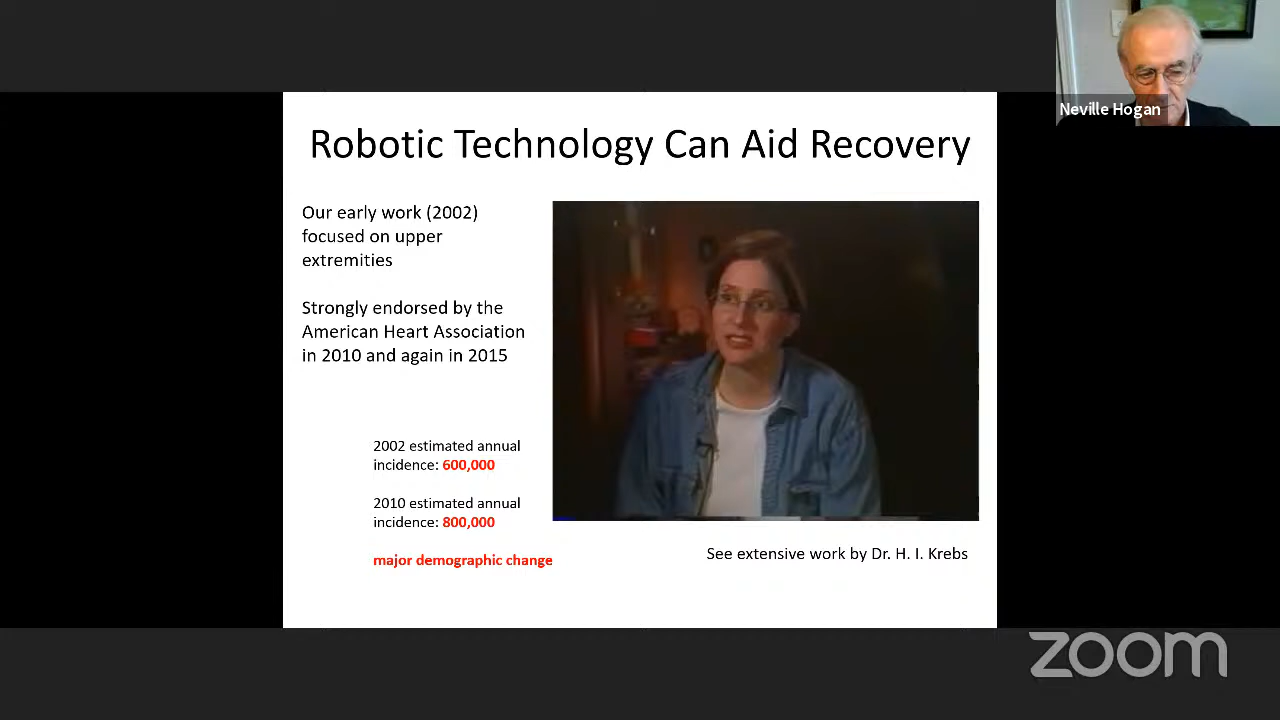 Neville Hogan
Robotic Technology Can Aid Recovery
Our early work (2002)
focused on upper
extremities
Strongly endorsed by the
American Heart Association
in 2010 and again in 2015
2002 estimated annual
incidence: 600,000
2010 estimated annual
incidence: 800,000
major demographic change
See extensive work by Dr. H. I. Krebs
zoom